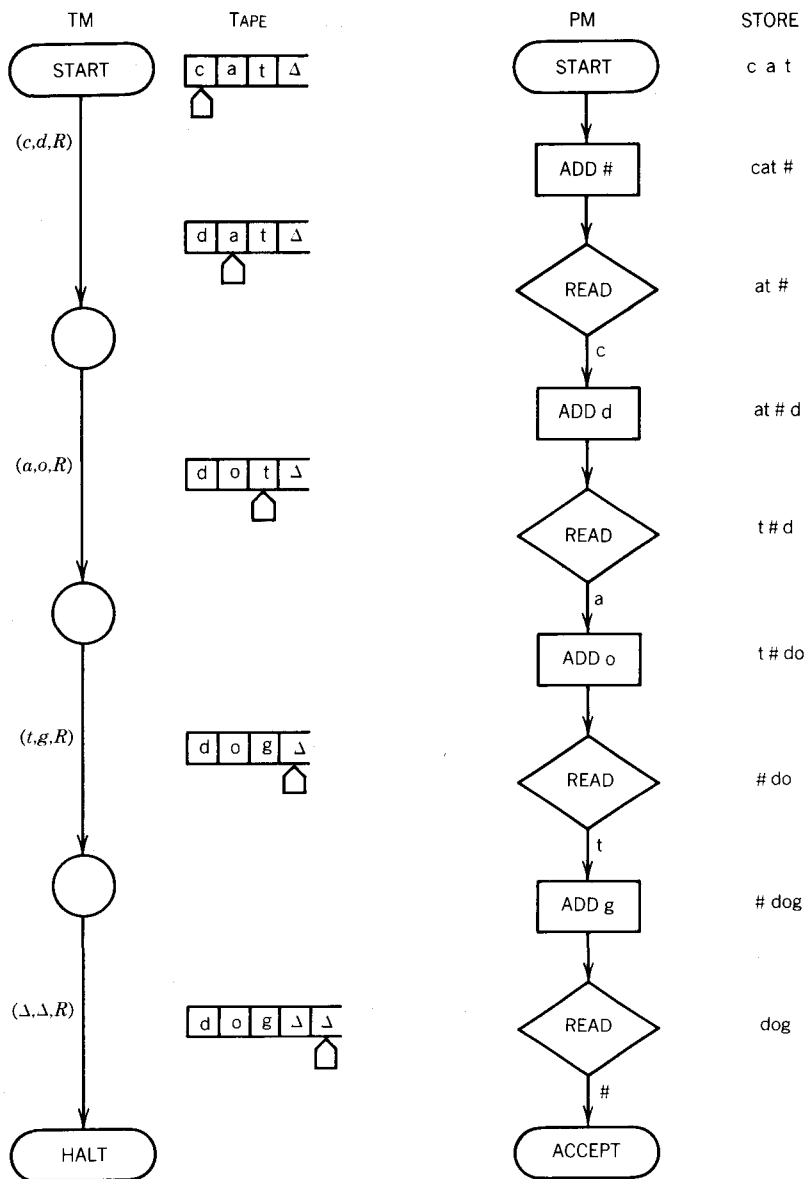 TM TAPE PM STORE
START c a t Δ START c a t
(c,d,R)
ADD # cat #
d a t Δ
READ at #
c
ADD d at # d
(a,o,R)
d o t Δ
READ t # d
a
ADD o t # do
(t,g,R)
d o g Δ
READ # do
t
ADD g # dog
(Δ,Δ,R)
d o g Δ Δ
READ dog
#
HALT ACCEPT